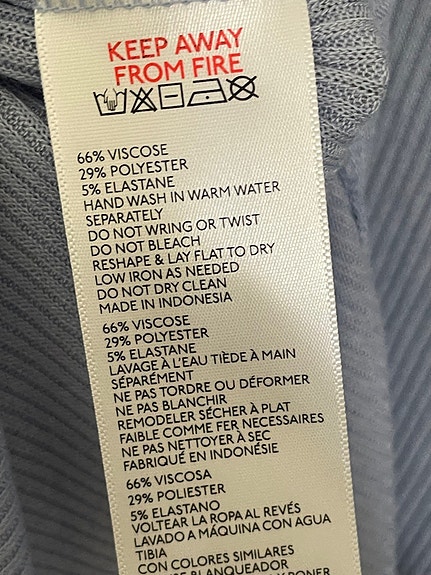 KEEP AWAY
FROM FIRE
66% VISCOSE
29% POLYESTER
5% ELASTANE
HAND WASH IN WARM WATER
SEPARATELY
DO NOT WRING OR TWIST
DO NOT BLEACH
RESHAPE & LAY FLAT TO DRY
LOW IRON AS NEEDED
DO NOT DRY CLEAN
MADE IN INDONESIA
66% VISCOSE
29% POLYESTER
5% ELASTANE
LAVAGE À L'EAU TIÈDE À MAIN
SÉPARÉMENT
NE PAS TORDRE OU DÉFORMER
NE PAS BLANCHIR
REMODELER SÉCHER À PLAT
FAIBLE COMME FER NECESSAIRES
NE PAS NETTOYER À SEC
FABRIQUÉ EN INDONÉSIE
66% VISCOSA
29% POLIESTER
5% ELASTANO
VOLTEAR LA ROPA AL REVÉS
LAVADO A MÁQUINA CON AGUA
TIBIA
CON COLORES SIMILARES
USE BLANQUEADOR
PONER